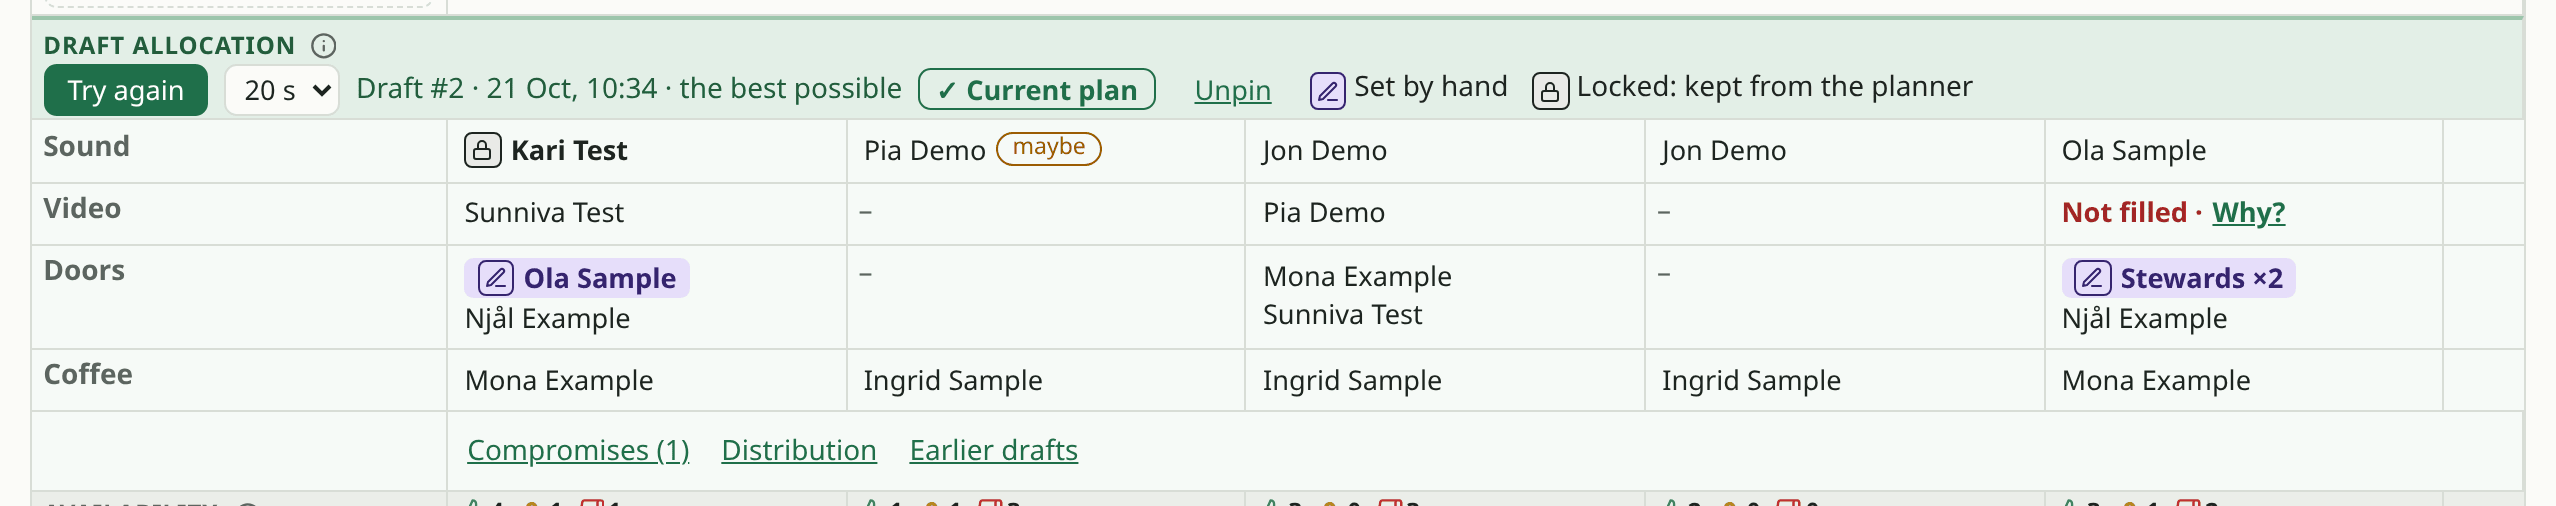 DRAFT ALLOCATION
Try again 20 s Draft #2 · 21 Oct, 10:34 · the best possible ✓ Current plan Unpin Set by hand Locked: kept from the planner
Sound Kari Test Pia Demo maybe Jon Demo Jon Demo Ola Sample
Video Sunniva Test – Pia Demo – Not filled · Why?
Doors Ola Sample – Mona Example – Stewards ×2
Njål Example Sunniva Test Njål Example
Coffee Mona Example Ingrid Sample Ingrid Sample Ingrid Sample Mona Example
Compromises (1) Distribution Earlier drafts